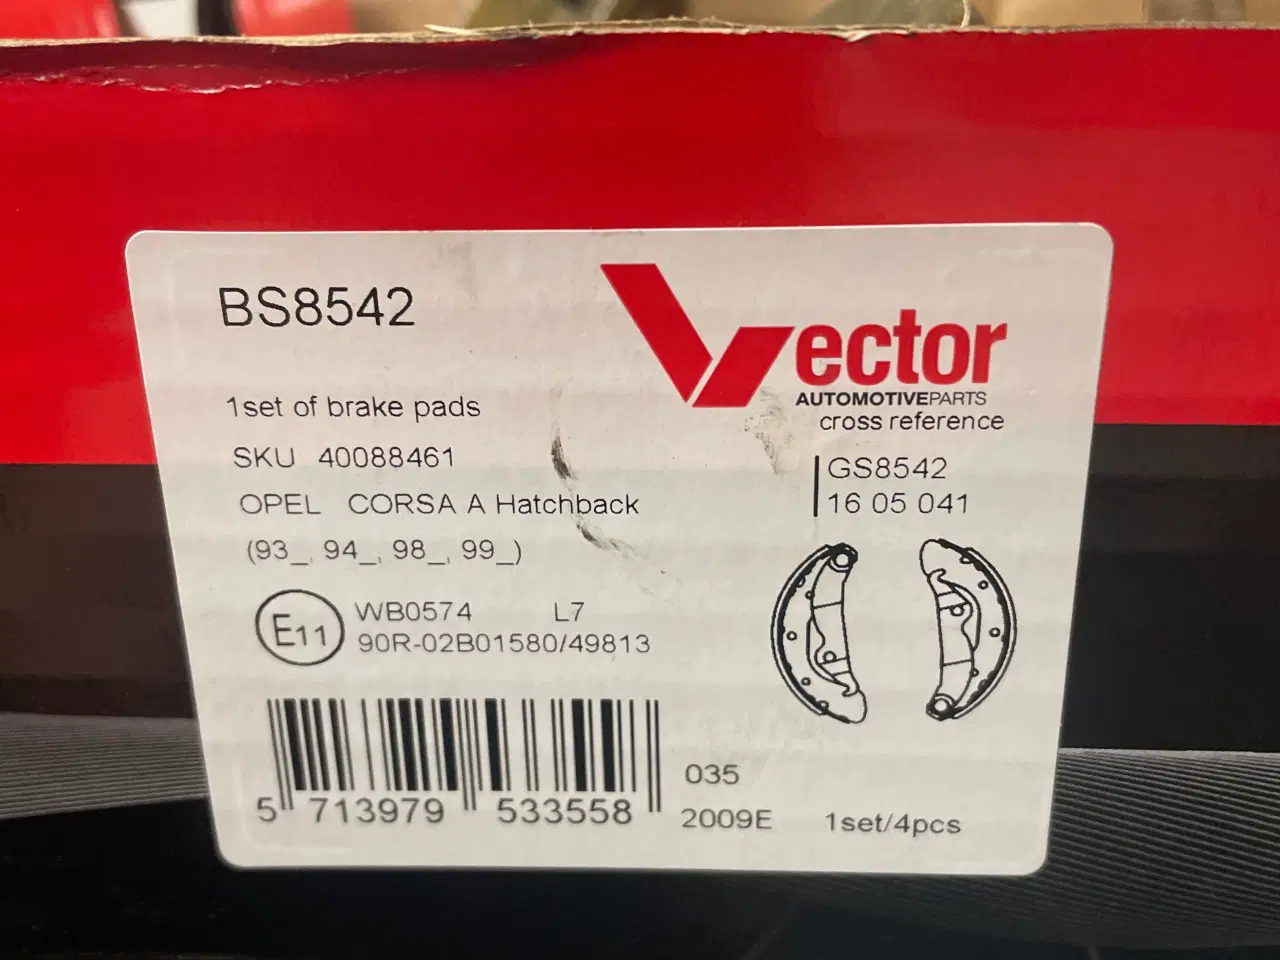 BS8542
Vector
AUTOMOTIVEPARTS
cross reference
1set of brake pads
SKU 40088461
GS8542
16 05 041
OPEL CORSA A Hatchback
(93_, 94_, 98_, 99_)
E11
WB0574 L7
90R-02B01580/49813
5 713979 533558
035
2009E 1set/4pcs